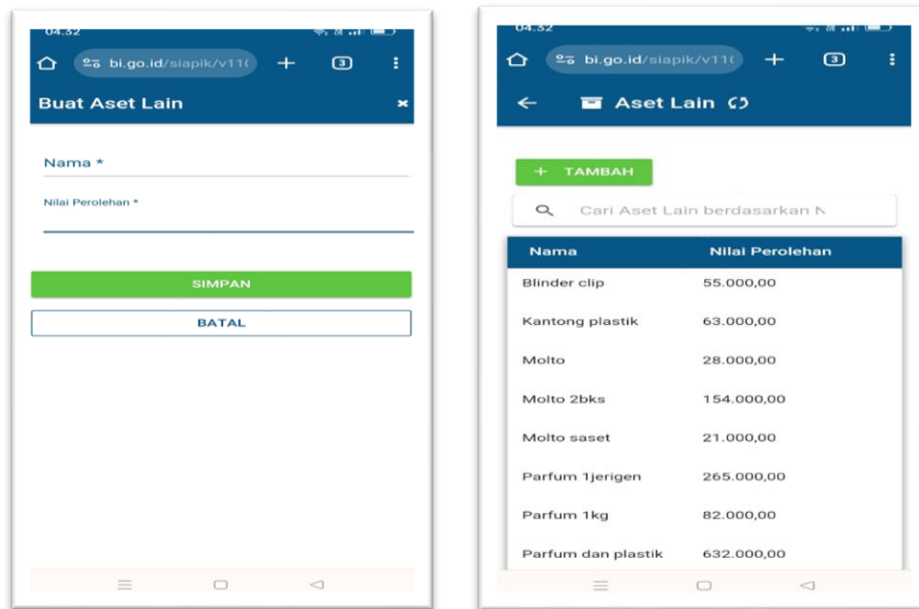 04.32
bi.go.id/siapik/v11(
3
Buat Aset Lain
Nama *
Nilai Perolehan *
SIMPAN
BATAL
04.32
bi.go.id/siapik/v11(
3
Aset Lain
+ TAMBAH
Cari Aset Lain berdasarkan N
Nama Nilai Perolehan
Blinder clip 55.000,00
Kantong plastik 63.000,00
Molto 28.000,00
Molto 2bks 154.000,00
Molto saset 21.000,00
Parfum 1jerigen 265.000,00
Parfum 1kg 82.000,00
Parfum dan plastik 632.000,00